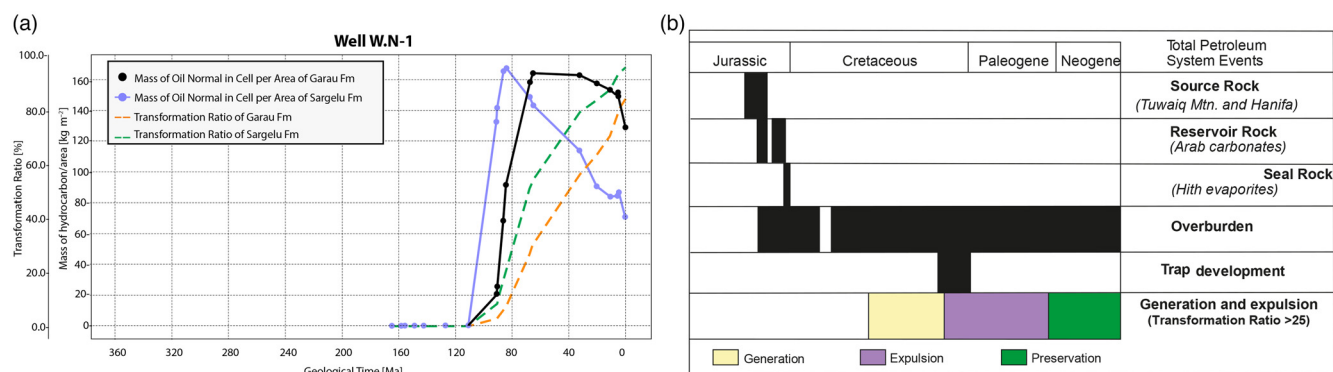 (a)
Well W.N-1
Transformation Ratio [%]
100.0-
80.0-
60.0-
40.0-
20.0-
0.0-
Mass of hydrocarbon/area [kg m⁻²]
160
140
120
100
80
60
40
20
0
Mass of Oil Normal in Cell per Area of Garau Fm
Mass of Oil Normal in Cell per Area of Sargelu Fm
Transformation Ratio of Garau Fm
Transformation Ratio of Sargelu Fm
360 320 280 240 200 160 120 80 40 0
Geological Time [Ma]
(b)
Jurassic Cretaceous Paleogene Neogene
Total Petroleum
System Events
Source Rock
(Tuwaiq Mtn. and Hanifa)
Reservoir Rock
(Arab carbonates)
Seal Rock
(Hith evaporites)
Overburden
Trap development
Generation and expulsion
(Transformation Ratio >25)
Generation Expulsion Preservation